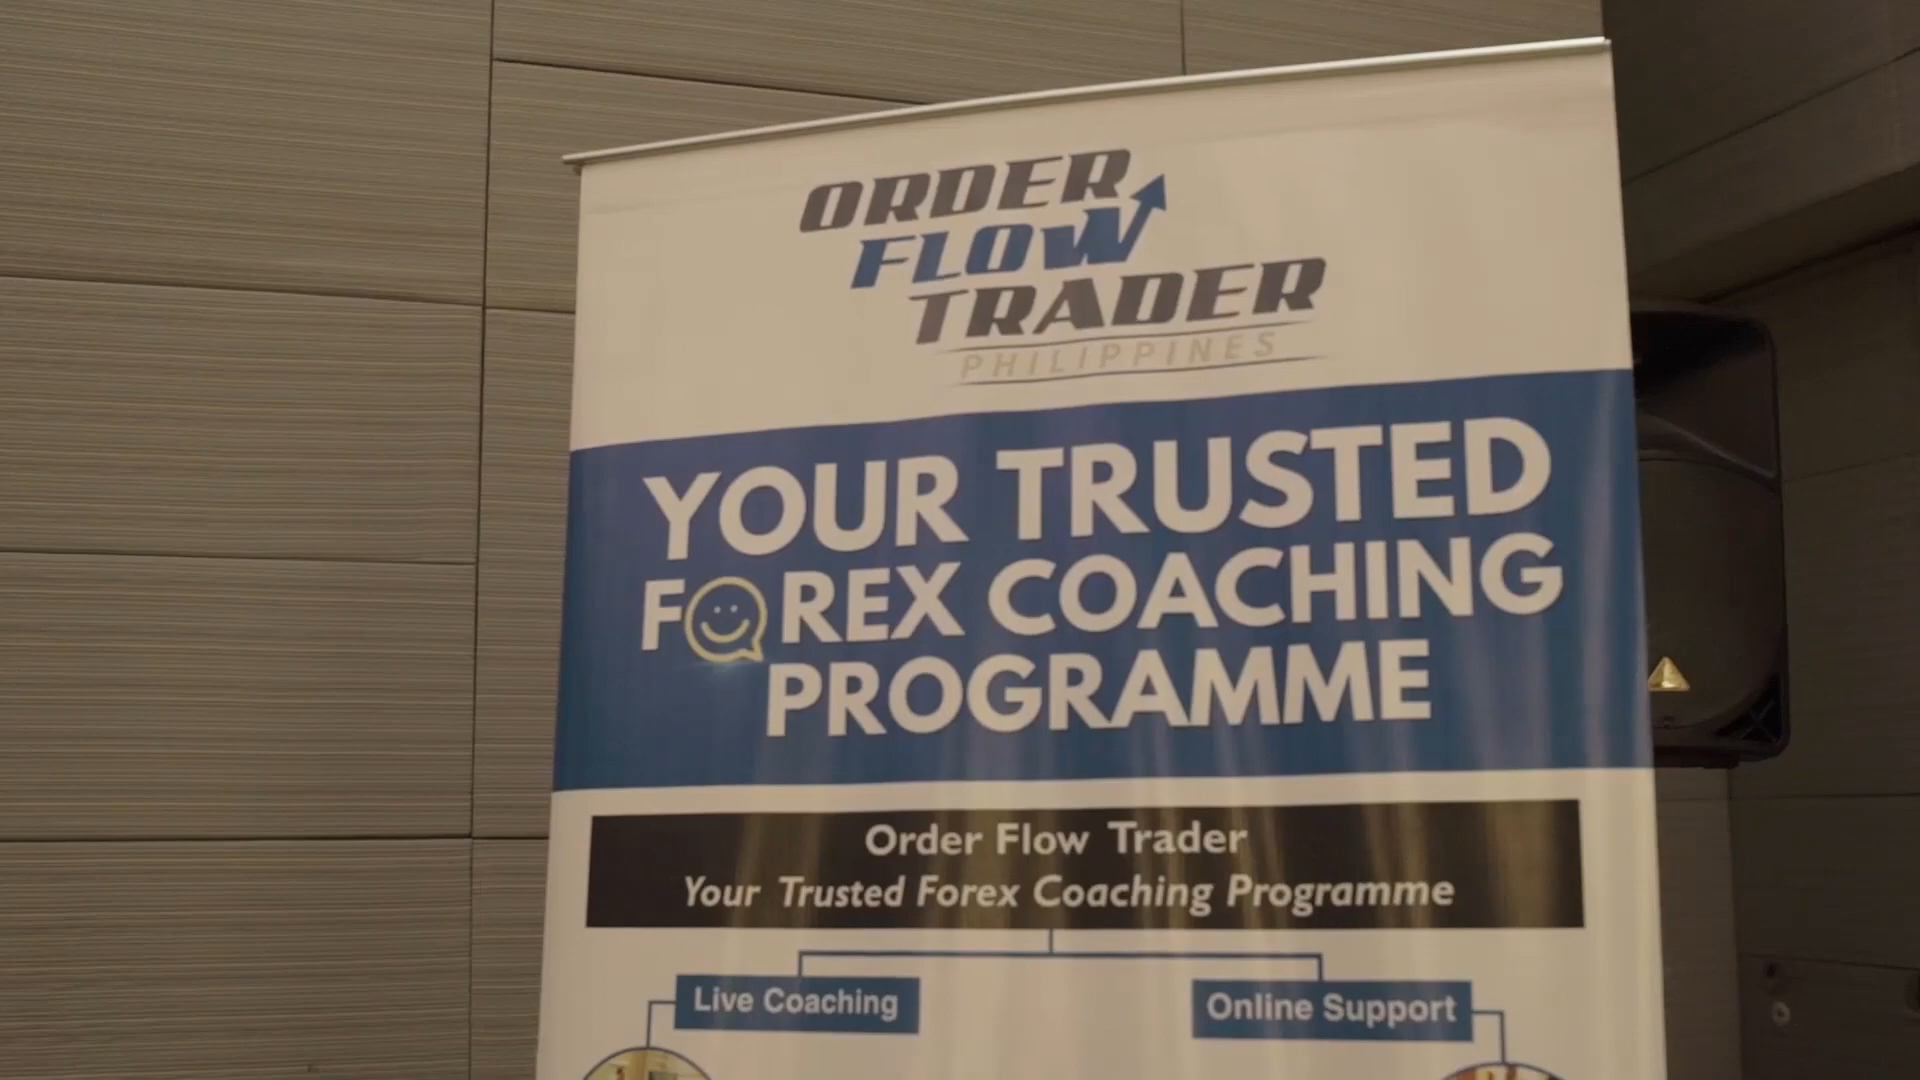 ORDER
FLOW
TRADER
PHILIPPINES
YOUR TRUSTED
FOREX COACHING
PROGRAMME
Order Flow Trader
Your Trusted Forex Coaching Programme
Live Coaching
Online Support